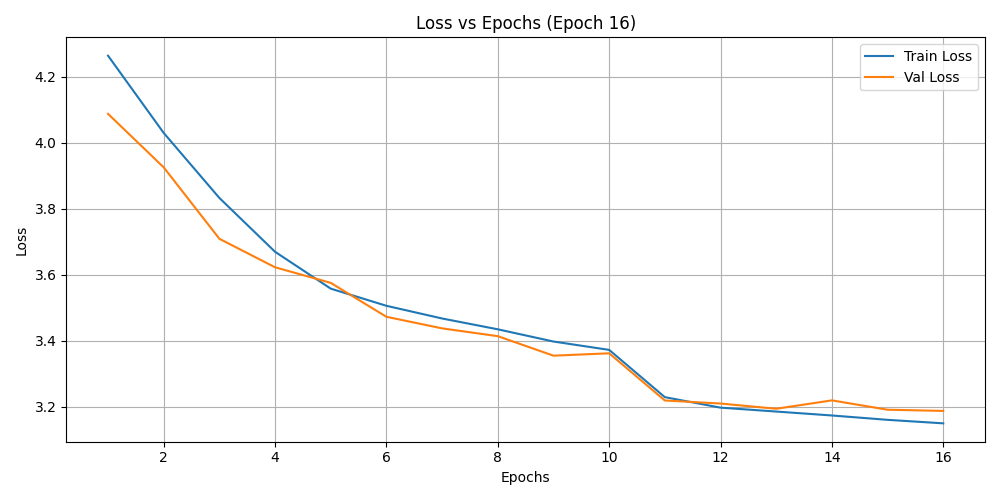 Loss vs Epochs (Epoch 16)
Train Loss
Val Loss
Loss
4.2
4.0
3.8
3.6
3.4
3.2
2 4 6 8 10 12 14 16
Epochs